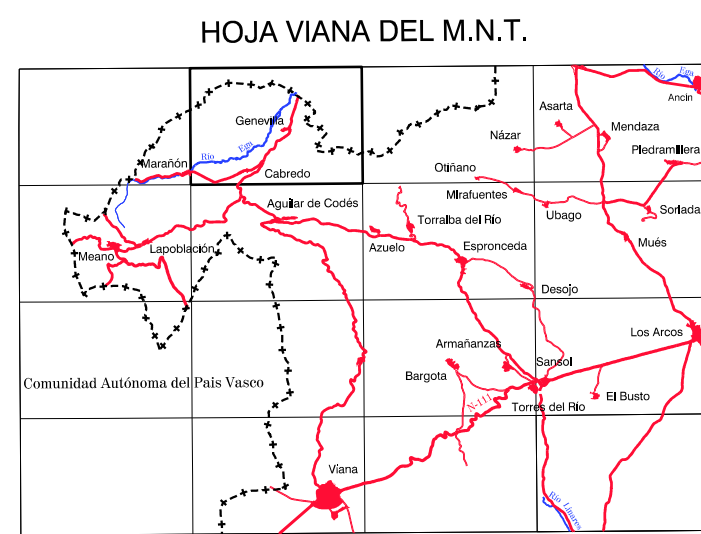 HOJA VIANA DEL M.N.T.
Río Ega
Ancín
Genevilla
Asarta
Mendaza
Názar
Piedramillera
Río Ega
Marañón
Cabredo
Otiñano
Mirafuentes
Aguilar de Codés
Ubago
Sorlada
Torralba del Río
Lapoblación
Azuelo
Espronceda
Mués
Meano
Desojo
Los Arcos
Armañanzas
Sansol
Bargota
Comunidad Autónoma del Pais Vasco
El Busto
N-111
Torres del Río
Víana
Río Linares